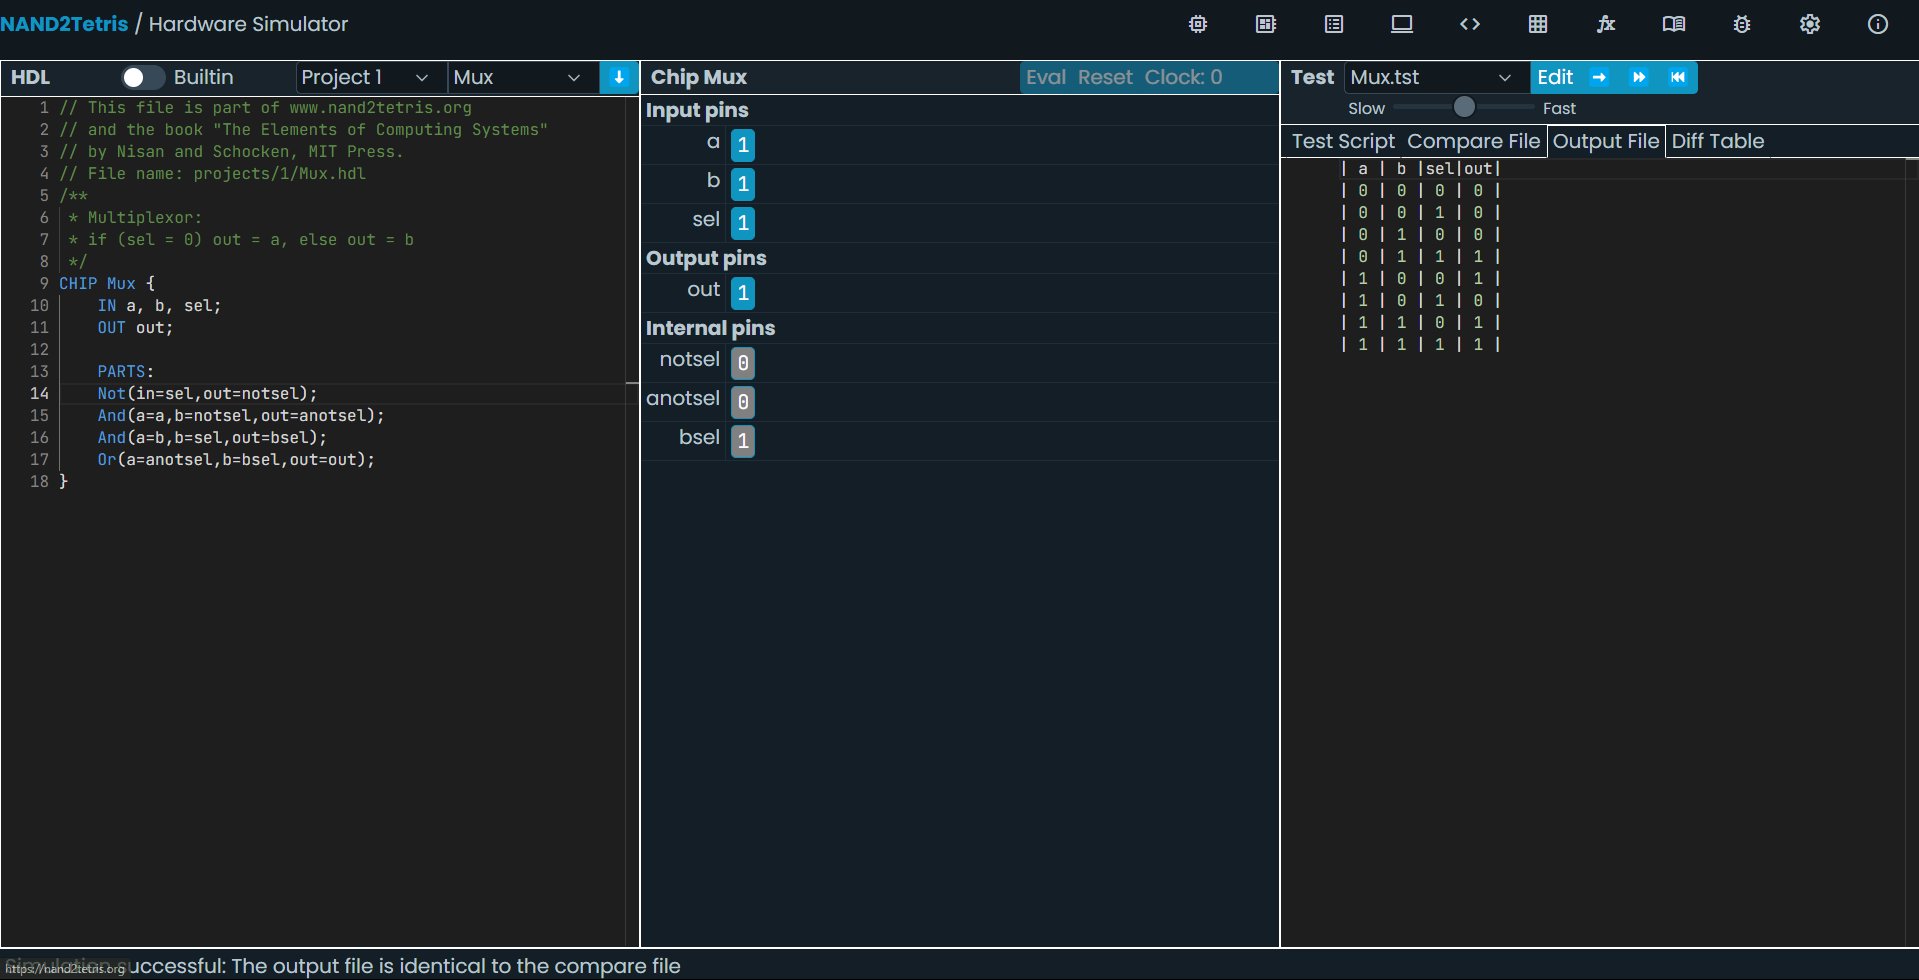 NAND2Tetris / Hardware Simulator
HDL Builtin Project 1 Mux
1 // This file is part of www.nand2tetris.org
2 // and the book "The Elements of Computing Systems"
3 // by Nisan and Schocken, MIT Press.
4 // File name: projects/1/Mux.hdl
5 /**
6 * Multiplexor:
7 * if (sel = 0) out = a, else out = b
8 */
9 CHIP Mux {
10 IN a, b, sel;
11 OUT out;
12
13 PARTS:
14 Not(in=sel,out=notsel);
15 And(a=a,b=notsel,out=anotsel);
16 And(a=b,b=sel,out=bsel);
17 Or(a=anotsel,b=bsel,out=out);
18 }
Chip Mux Eval Reset Clock: 0
Input pins
a 1
b 1
sel 1
Output pins
out 1
Internal pins
notsel 0
anotsel 0
bsel 1
Test Mux.tst Edit
Slow Fast
Test Script Compare File Output File Diff Table
| a | b |sel|out|
| 0 | 0 | 0 | 0 |
| 0 | 0 | 1 | 0 |
| 0 | 1 | 0 | 0 |
| 0 | 1 | 1 | 1 |
| 1 | 0 | 0 | 1 |
| 1 | 0 | 1 | 0 |
| 1 | 1 | 0 | 1 |
| 1 | 1 | 1 | 1 |
Simulation successful: The output file is identical to the compare file
https://nand2tetris.org